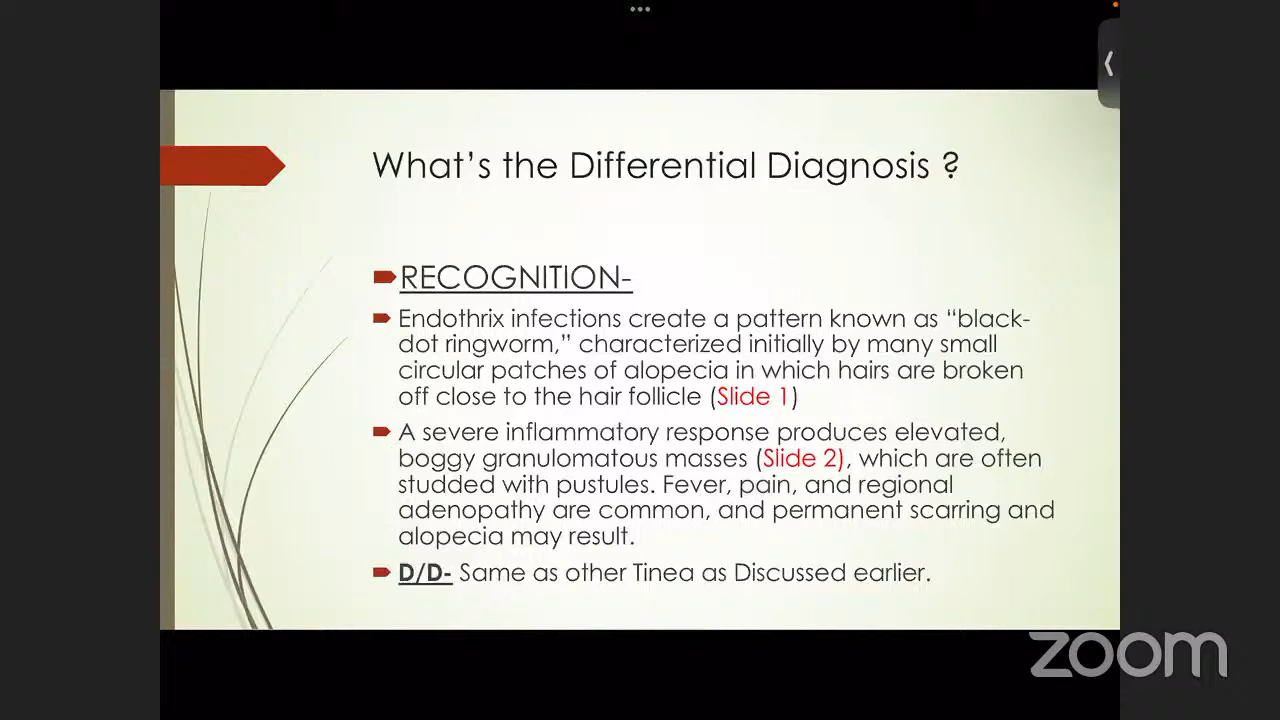 What's the Differential Diagnosis ?
RECOGNITION-
Endothrix infections create a pattern known as “black-
dot ringworm,” characterized initially by many small
circular patches of alopecia in which hairs are broken
off close to the hair follicle (Slide 1)
A severe inflammatory response produces elevated,
boggy granulomatous masses (Slide 2), which are often
studded with pustules. Fever, pain, and regional
adenopathy are common, and permanent scarring and
alopecia may result.
D/D- Same as other Tinea as Discussed earlier.
zoom